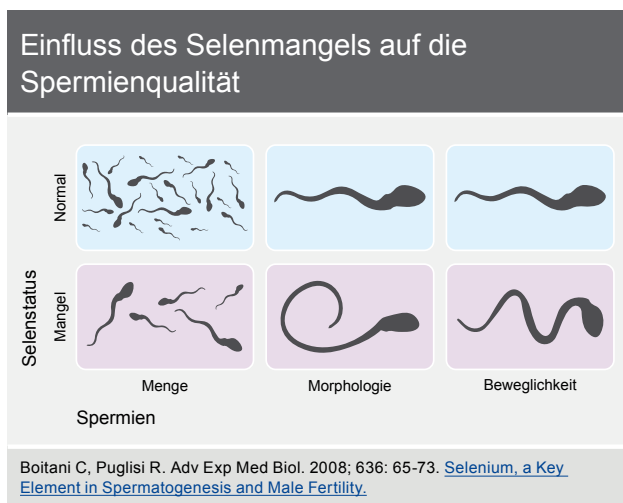 Einfluss des Selenmangels auf die
Spermienqualität
Selenstatus
Normal
Mangel
Menge
Morphologie
Beweglichkeit
Spermien
Boitani C, Puglisi R. Adv Exp Med Biol. 2008; 636: 65-73. Selenium, a Key
Element in Spermatogenesis and Male Fertility.